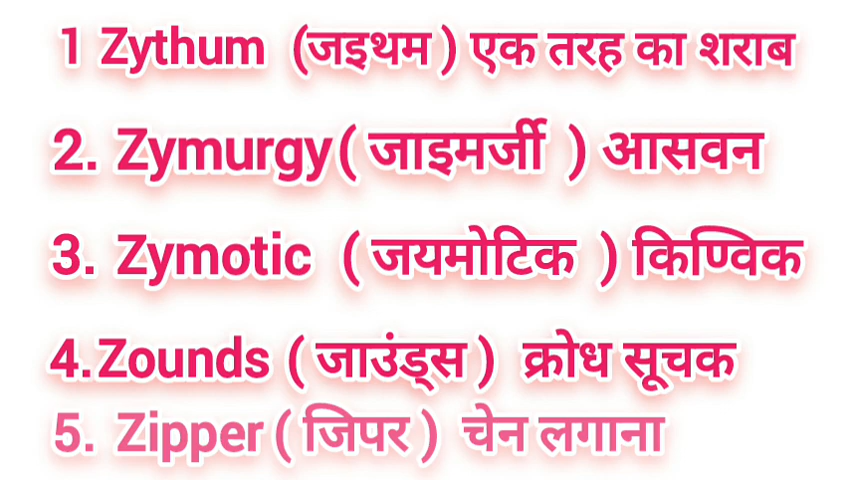 1 Zythum (जइथम) एक तरह का शराब
2. Zymurgy( जाइमर्जी ) आसवन
3. Zymotic ( जयमोटिक ) किण्विक
4.Zounds ( जाउंड्स ) क्रोध सूचक
5. Zipper ( जिपर ) चेन लगाना